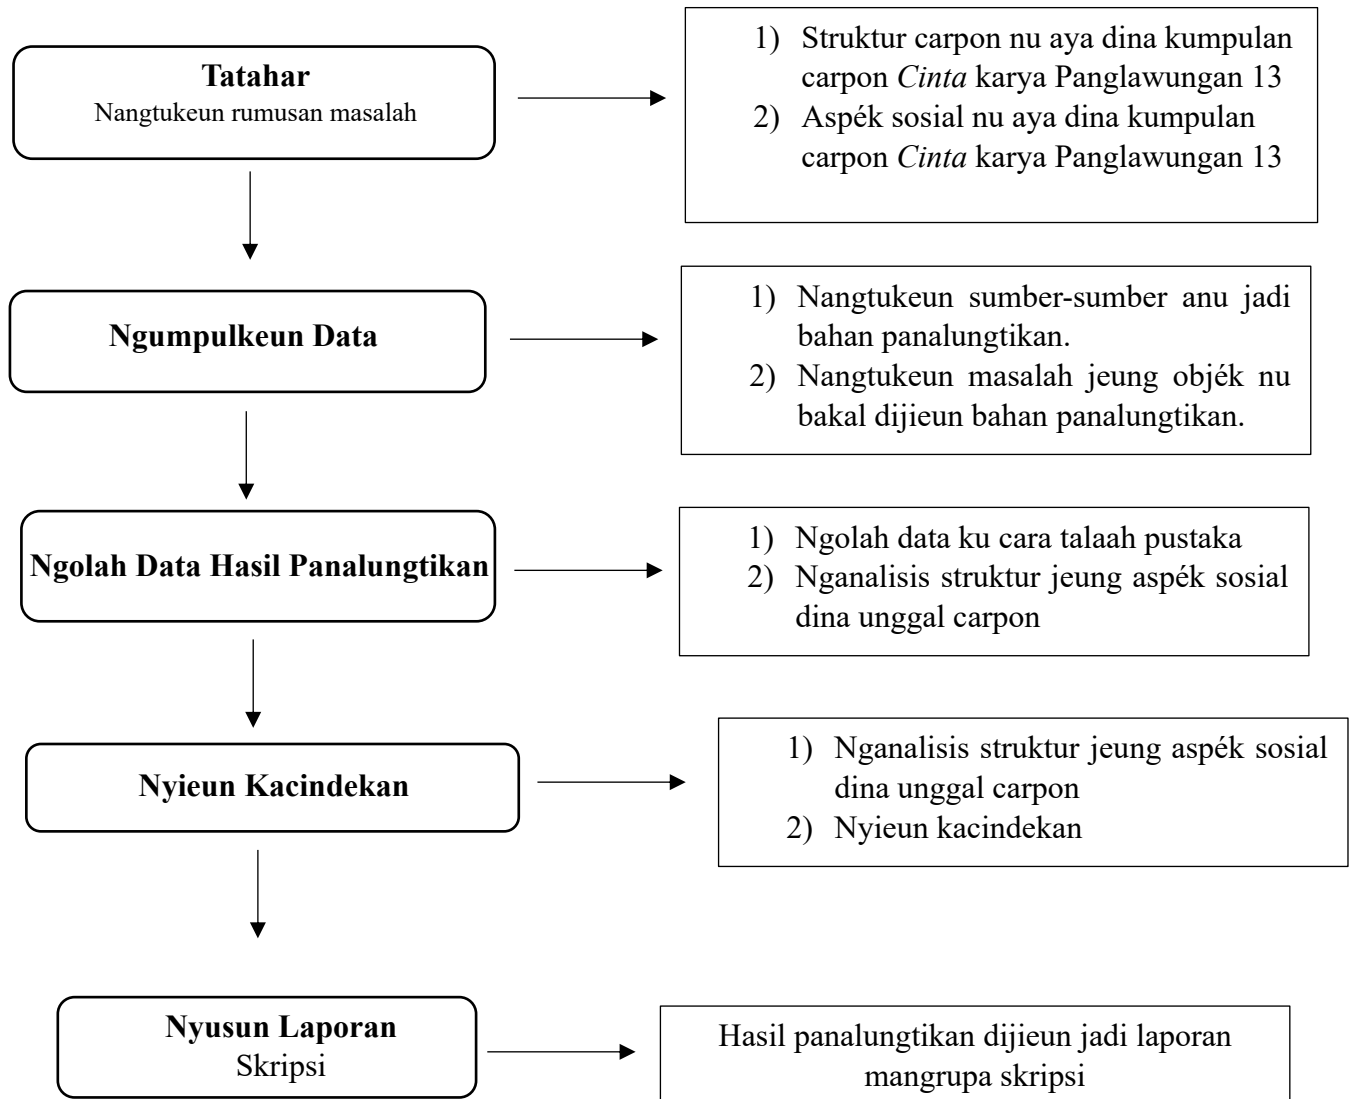 Tatahar
Nangtukeun rumusan masalah
1) Struktur carpon nu aya dina kumpulan
carpon Cinta karya Panglawungan 13
2) Aspék sosial nu aya dina kumpulan
carpon Cinta karya Panglawungan 13
Ngumpulkeun Data
1) Nangtukeun sumber-sumber anu jadi
bahan panalungtikan.
2) Nangtukeun masalah jeung objék nu
bakal dijieun bahan panalungtikan.
Ngolah Data Hasil Panalungtikan
1) Ngolah data ku cara talaah pustaka
2) Nganalisis struktur jeung aspék sosial
dina unggal carpon
Nyieun Kacindekan
1) Nganalisis struktur jeung aspék sosial
dina unggal carpon
2) Nyieun kacindekan
Nyusun Laporan
Skripsi
Hasil panalungtikan dijieun jadi laporan
mangrupa skripsi